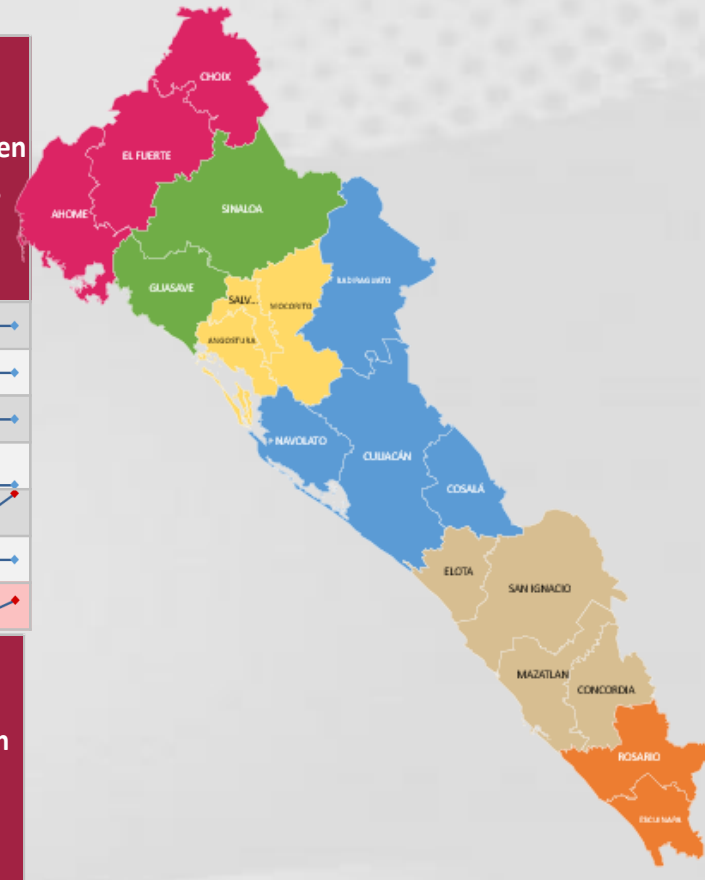 CHOIX
en
EL FUERTE
AHOME
SINALOA
GUASAVE
BADIRAGUATO
SALV...
MOCORITO
ANGOSTURA
NAVOLATO
CULIACÁN
COSALÁ
ELOTA
SAN IGNACIO
MAZATLAN
CONCORDIA
n
ROSARIO
ESCUINAPA